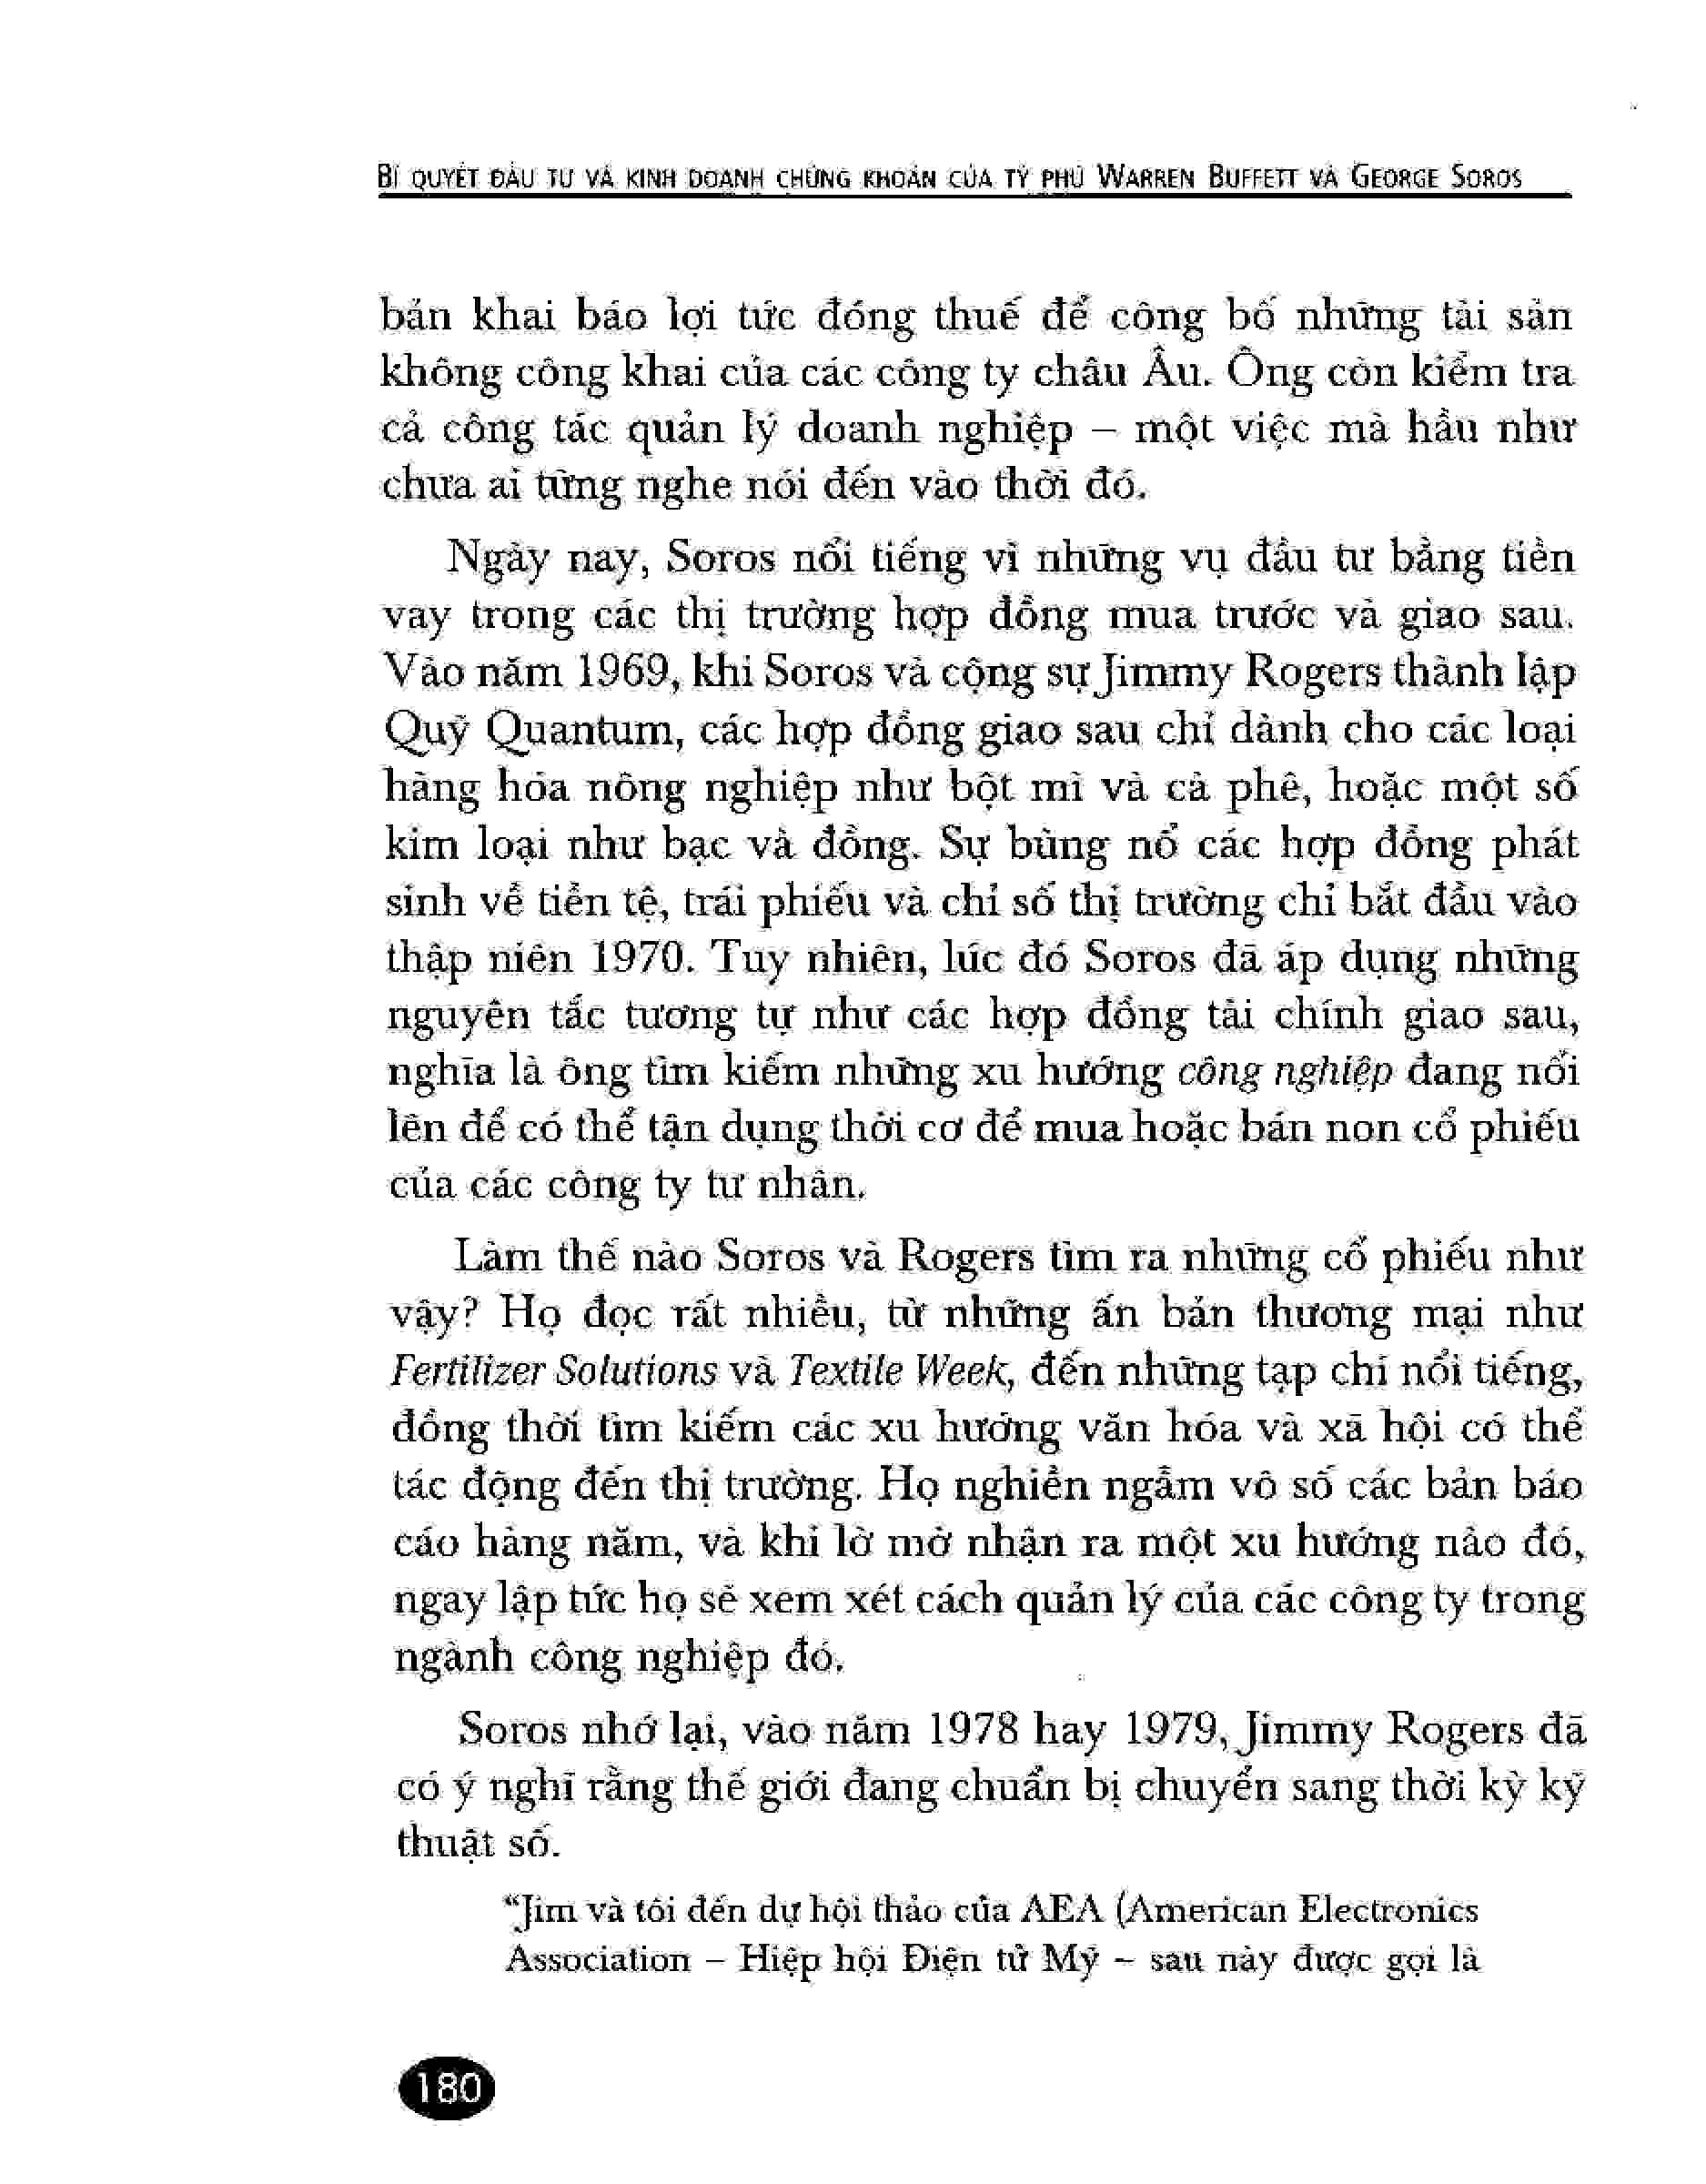 BÍ QUYẾT ĐẦU TƯ VÀ KINH DOANH CHỨNG KHOÁN CỦA TỶ PHÚ WARREN BUFFETT VÀ GEORGE SOROS
bản khai báo lợi tức đóng thuế để công bố những tài sản
không công khai của các công ty châu Âu. Ông còn kiểm tra
cả công tác quản lý doanh nghiệp – một việc mà hầu như
chưa ai từng nghe nói đến vào thời đó.
Ngày nay, Soros nổi tiếng vì những vụ đầu tư bằng tiền
vay trong các thị trường hợp đồng mua trước và giao sau.
Vào năm 1969, khi Soros và cộng sự Jimmy Rogers thành lập
Quỹ Quantum, các hợp đồng giao sau chỉ dành cho các loại
hàng hóa nông nghiệp như bột mì và cà phê, hoặc một số
kim loại như bạc và đồng. Sự bùng nổ các hợp đồng phát
sinh về tiền tệ, trái phiếu và chỉ số thị trường chỉ bắt đầu vào
thập niên 1970. Tuy nhiên, lúc đó Soros đã áp dụng những
nguyên tắc tương tự như các hợp đồng tài chính giao sau,
nghĩa là ông tìm kiếm những xu hướng công nghiệp đang nổi
lên để có thể tận dụng thời cơ để mua hoặc bán non cổ phiếu
của các công ty tư nhân.
Làm thế nào Soros và Rogers tìm ra những cổ phiếu như
vậy? Họ đọc rất nhiều, từ những ấn bản thương mại như
Fertilizer Solutions và Textile Week, đến những tạp chí nổi tiếng,
đồng thời tìm kiếm các xu hướng văn hóa và xã hội có thể
tác động đến thị trường. Họ nghiền ngẫm vô số các bản báo
cáo hàng năm, và khi lờ mờ nhận ra một xu hướng nào đó,
ngay lập tức họ sẽ xem xét cách quản lý của các công ty trong
ngành công nghiệp đó.
Soros nhớ lại, vào năm 1978 hay 1979, Jimmy Rogers đã
có ý nghĩ rằng thế giới đang chuẩn bị chuyển sang thời kỳ kỹ
thuật số.
“Jim và tôi đến dự hội thảo của AEA (American Electronics
Association – Hiệp hội Điện tử Mỹ – sau này được gọi là
180